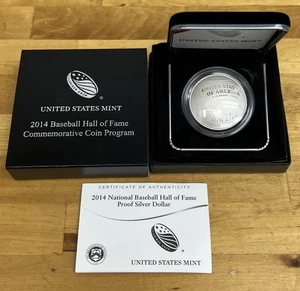 UNITED STATES MINT
2014 Baseball Hall of Fame
Commemorative Coin Program
UNITED STATES
OF AMERICA
CERTIFICATE OF AUTHENTICITY
2014 National Baseball Hall of Fame
Proof Silver Dollar
UNITED STATES MINT